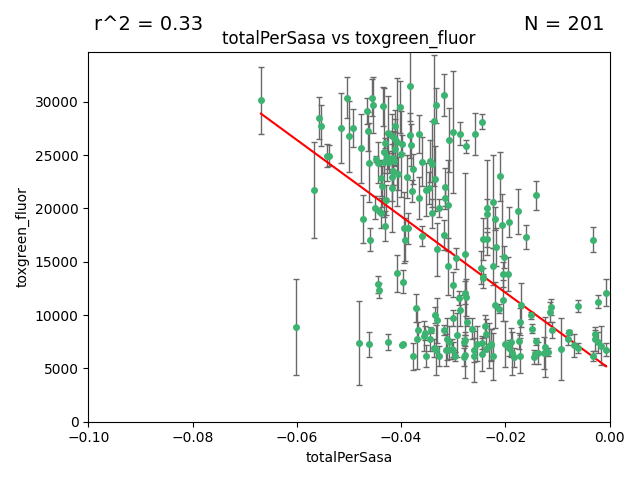 r^2 = 0.33
N = 201
totalPerSasa vs toxgreen_fluor
30000
25000
20000
15000
10000
5000
0
toxgreen_fluor
−0.10
−0.08
−0.06
−0.04
−0.02
0.00
totalPerSasa